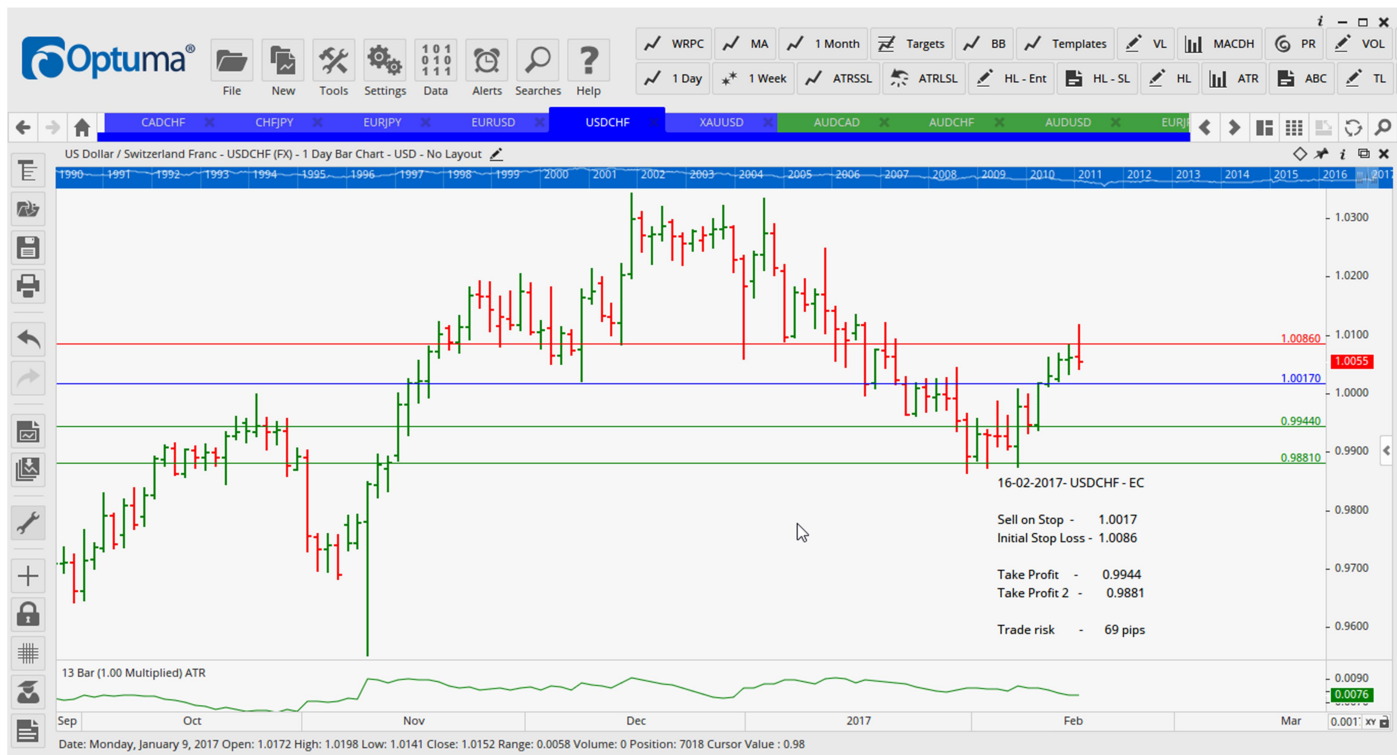 Optuma®
File
New
Tools
Settings
Data
Alerts
Searches
Help
WRPC
MA
1 Month
Targets
BB
Templates
VL
MACDH
PR
VOL
1 Day
1 Week
ATRSSL
ATRLSL
HL - Ent
HL - SL
HL
ATR
ABC
TL
CADCHF
CHFJPY
EURJPY
EURUSD
USDCHF
XAUUSD
AUDCAD
AUDCHF
AUDUSD
US Dollar / Switzerland Franc - USDCHF (FX) - 1 Day Bar Chart - USD - No Layout
1990 1991 1992 1993 1994 1995 1996 1997 1998 1999 2000 2001 2002 2003 2004 2005 2006 2007 2008 2009 2010 2011 2012 2013 2014 2015 2016 2017
1.0300
1.0200
1.0100
1.00860
1.0055
1.00170
1.0000
0.99440
0.9900
0.98810
16-02-2017- USDCHF - EC
0.9800
Sell on Stop - 1.0017
Initial Stop Loss - 1.0086
0.9700
Take Profit - 0.9944
Take Profit 2 - 0.9881
0.9600
Trade risk - 69 pips
13 Bar (1.00 Multiplied) ATR
0.0090
0.0076
Sep Oct Nov Dec 2017 Feb Mar 0.001 XY
Date: Monday, January 9, 2017 Open: 1.0172 High: 1.0198 Low: 1.0141 Close: 1.0152 Range: 0.0058 Volume: 0 Position: 7018 Cursor Value : 0.98